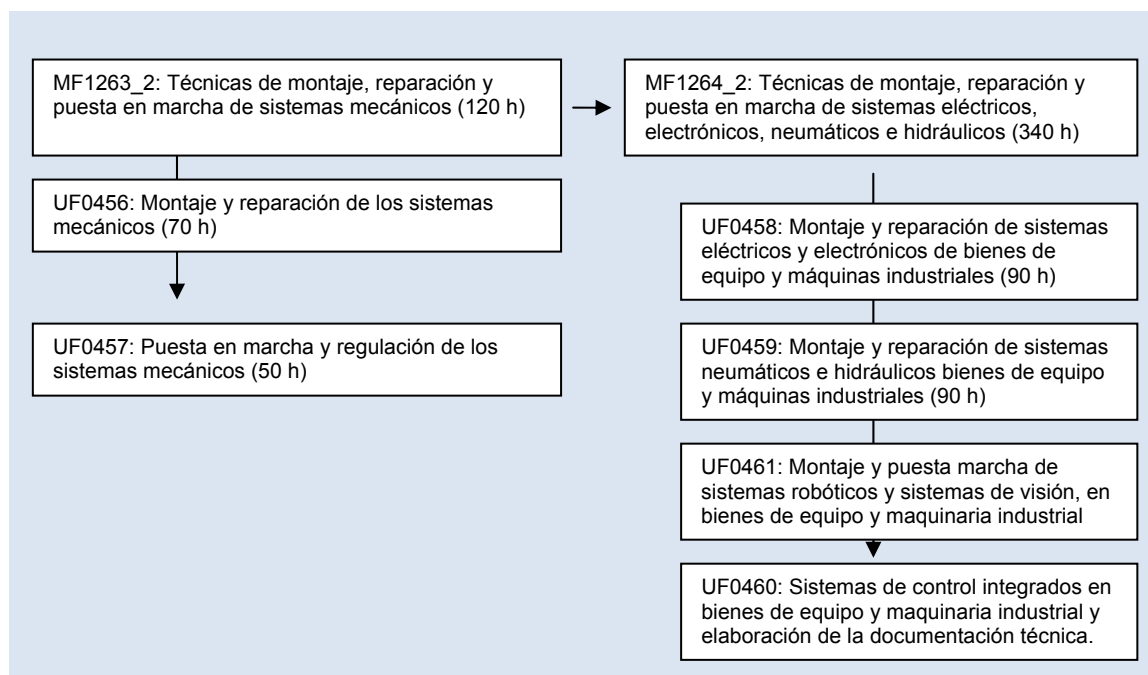 MF1263_2: Técnicas de montaje, reparación y
puesta en marcha de sistemas mecánicos (120 h)
UF0456: Montaje y reparación de los sistemas
mecánicos (70 h)
UF0457: Puesta en marcha y regulación de los
sistemas mecánicos (50 h)
MF1264_2: Técnicas de montaje, reparación y
puesta en marcha de sistemas eléctricos,
electrónicos, neumáticos e hidráulicos (340 h)
UF0458: Montaje y reparación de sistemas
eléctricos y electrónicos de bienes de
equipo y máquinas industriales (90 h)
UF0459: Montaje y reparación de sistemas
neumáticos e hidráulicos bienes de equipo
y máquinas industriales (90 h)
UF0461: Montaje y puesta marcha de
sistemas robóticos y sistemas de visión, en
bienes de equipo y maquinaria industrial
UF0460: Sistemas de control integrados en
bienes de equipo y maquinaria industrial y
elaboración de la documentación técnica.